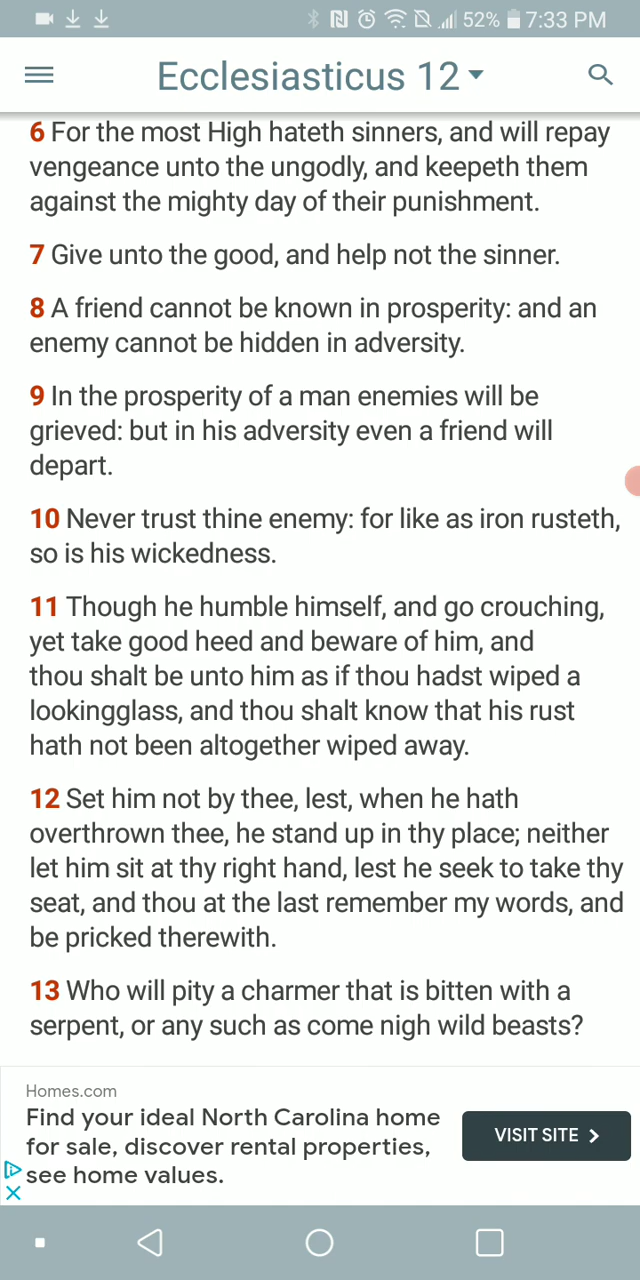 52% 7:33 PM
Ecclesiasticus 12
6 For the most High hateth sinners, and will repay
vengeance unto the ungodly, and keepeth them
against the mighty day of their punishment.
7 Give unto the good, and help not the sinner.
8 A friend cannot be known in prosperity: and an
enemy cannot be hidden in adversity.
9 In the prosperity of a man enemies will be
grieved: but in his adversity even a friend will
depart.
10 Never trust thine enemy: for like as iron rusteth,
so is his wickedness.
11 Though he humble himself, and go crouching,
yet take good heed and beware of him, and
thou shalt be unto him as if thou hadst wiped a
lookingglass, and thou shalt know that his rust
hath not been altogether wiped away.
12 Set him not by thee, lest, when he hath
overthrown thee, he stand up in thy place; neither
let him sit at thy right hand, lest he seek to take thy
seat, and thou at the last remember my words, and
be pricked therewith.
13 Who will pity a charmer that is bitten with a
serpent, or any such as come nigh wild beasts?
Homes.com
Find your ideal North Carolina home
for sale, discover rental properties,
see home values.
VISIT SITE